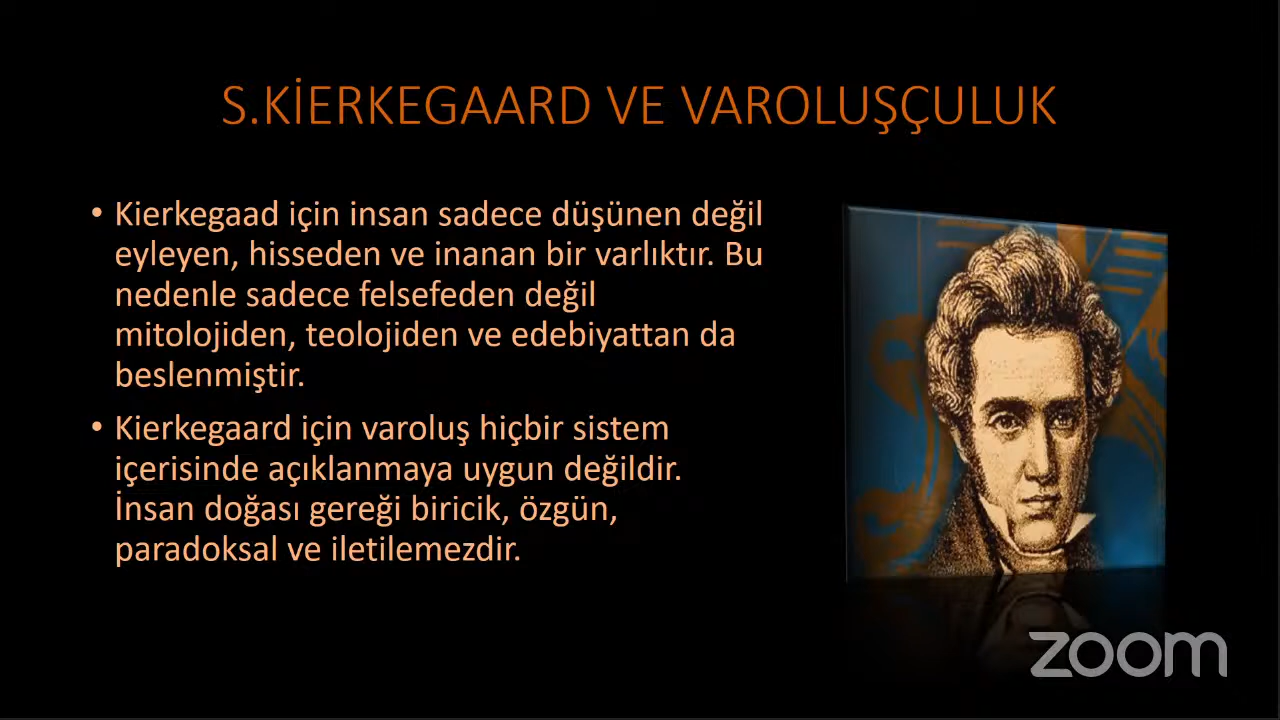 S.KİERKEGAARD VE VAROLUŞÇULUK
• Kierkegaad için insan sadece düşünen değil
eyleyen, hisseden ve inanan bir varlıktır. Bu
nedenle sadece felsefeden değil
mitolojiden, teolojiden ve edebiyattan da
beslenmiştir.
• Kierkegaard için varoluş hiçbir sistem
içerisinde açıklanmaya uygun değildir.
İnsan doğası gereği biricik, özgün,
paradoksal ve iletilemezdir.
zoom